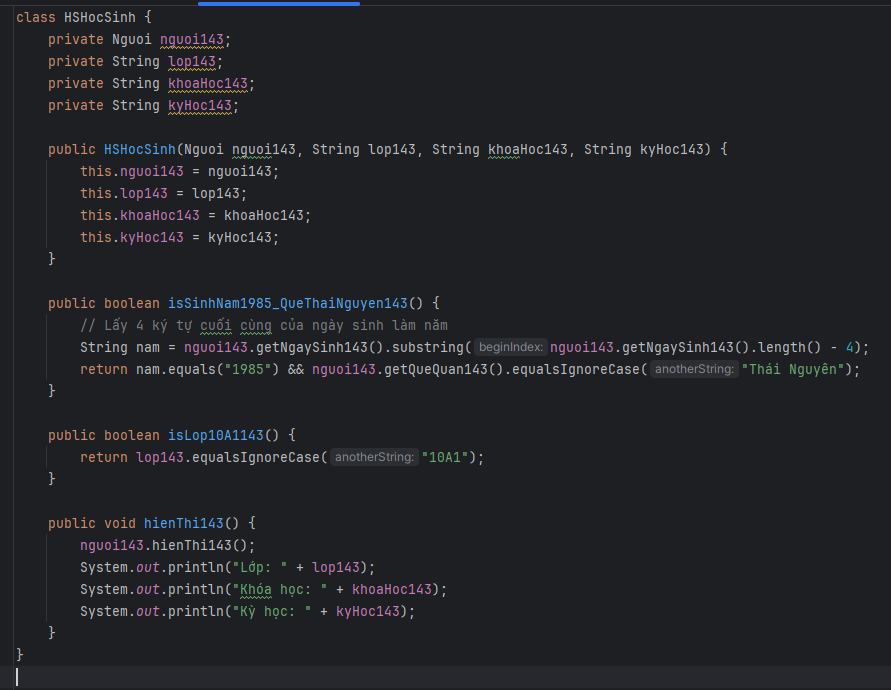 class HSHocSinh {
    private Nguoi nguoi143;
    private String lop143;
    private String khoaHoc143;
    private String kyHoc143;
    public HSHocSinh(Nguoi nguoi143, String lop143, String khoaHoc143, String kyHoc143) {
        this.nguoi143 = nguoi143;
        this.lop143 = lop143;
        this.khoaHoc143 = khoaHoc143;
        this.kyHoc143 = kyHoc143;
    }
    public boolean isSinhNam1985_QueThaiNguyen143() {
        // Lấy 4 ký tự cuối cùng của ngày sinh làm năm
        String nam = nguoi143.getNgaySinh143().substring( beginIndex: nguoi143.getNgaySinh143().length() - 4);
        return nam.equals("1985") && nguoi143.getQueQuan143().equalsIgnoreCase( anotherString: "Thái Nguyên");
    }
    public boolean isLop10A1143() {
        return lop143.equalsIgnoreCase( anotherString: "10A1");
    }
    public void hienThi143() {
        nguoi143.hienThi143();
        System.out.println("Lớp: " + lop143);
        System.out.println("Khóa học: " + khoaHoc143);
        System.out.println("Kỳ học: " + kyHoc143);
    }
}